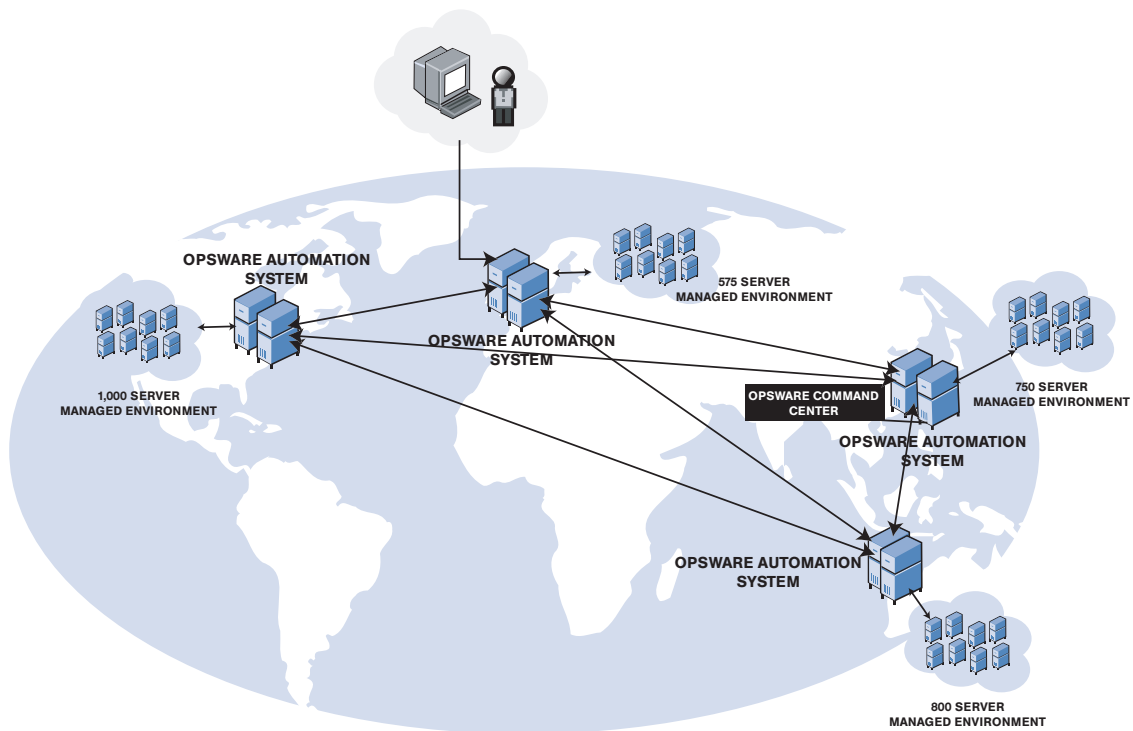 OPSWARE AUTOMATION
SYSTEM
575 SERVER
MANAGED ENVIRONMENT
OPSWARE AUTOMATION
SYSTEM
1,000 SERVER
MANAGED ENVIRONMENT
750 SERVER
MANAGED ENVIRONMENT
OPSWARE COMMAND
CENTER
OPSWARE AUTOMATION
SYSTEM
OPSWARE AUTOMATION
SYSTEM
800 SERVER
MANAGED ENVIRONMENT